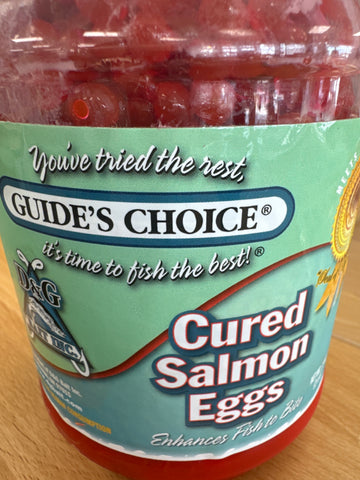 You've tried the rest,
GUIDE'S CHOICE®
it's time to fish the best!®
D&G
Cured
Salmon
Eggs
Enhances Fish to Bite